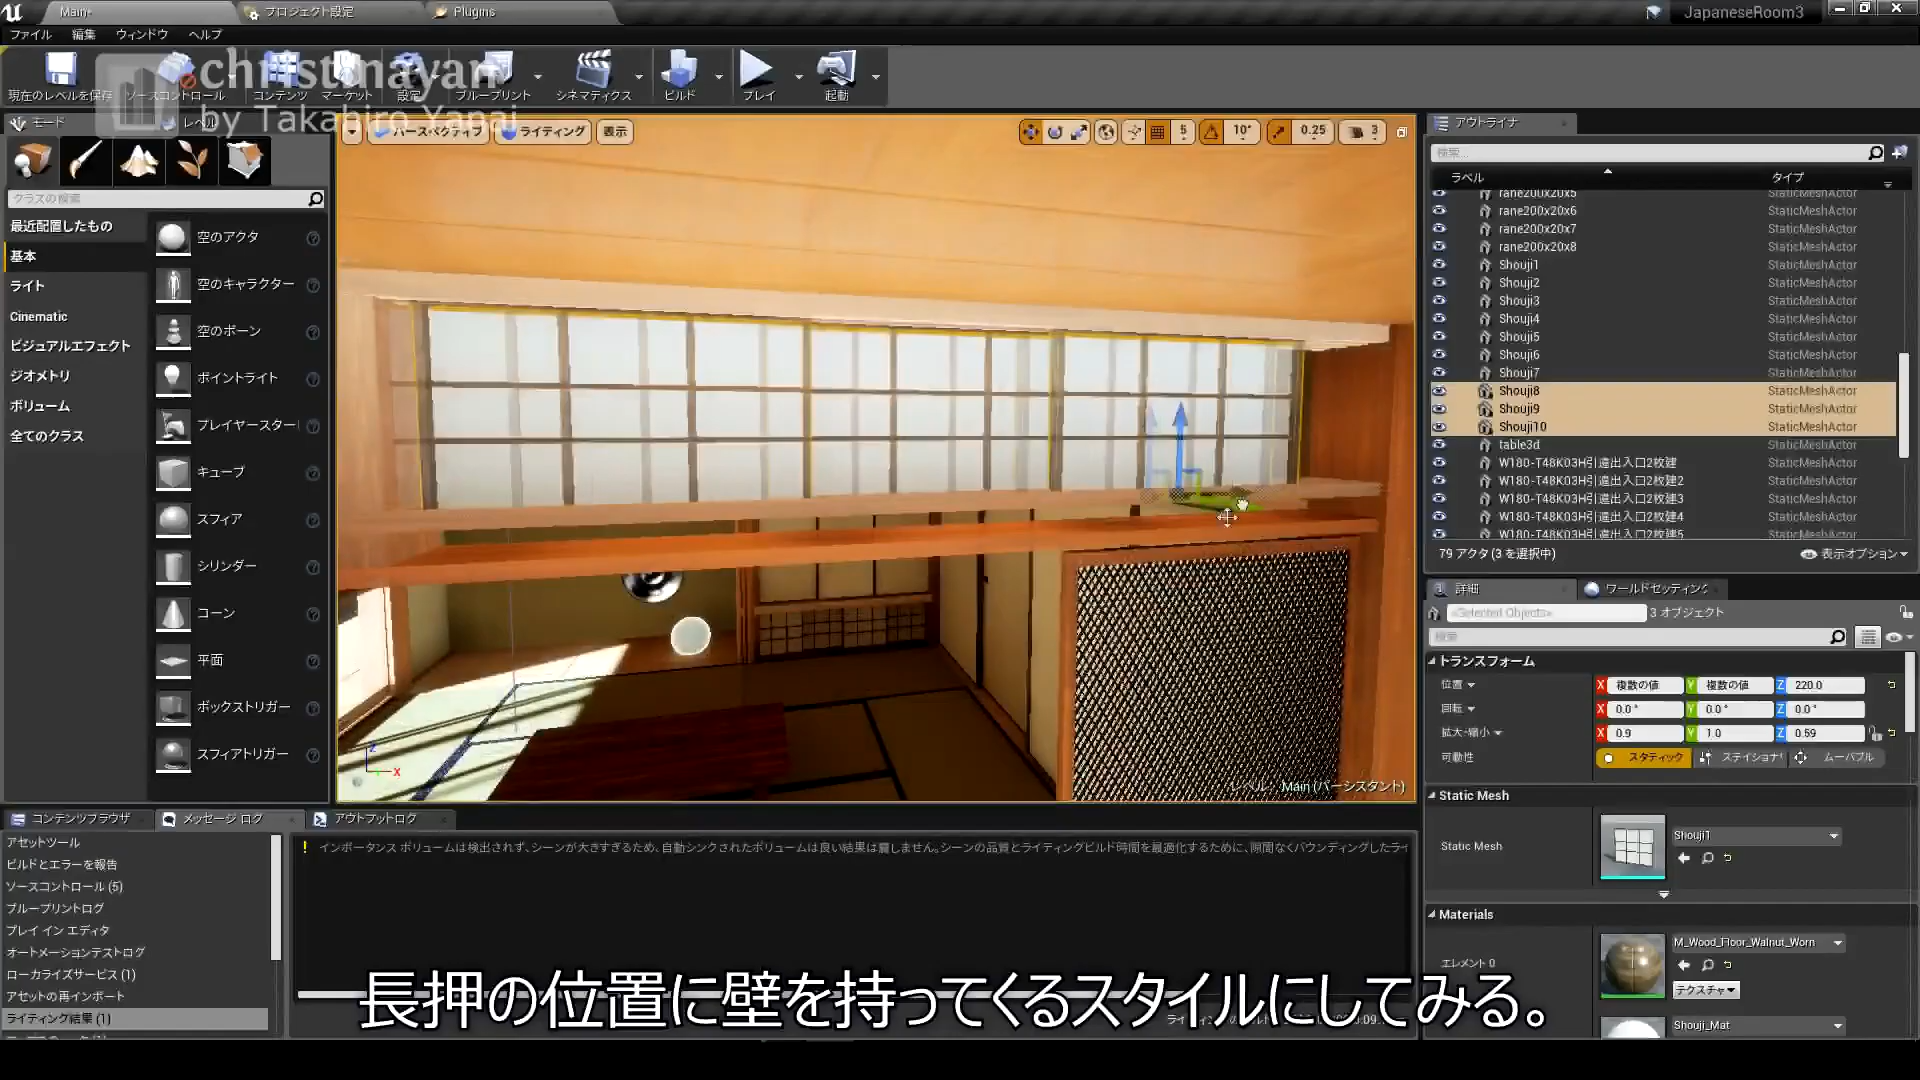 Main*
プロジェクト設定
Plugins
JapaneseRoom3
ファイル
編集
ウィンドウ
ヘルプ
christinayan
by Takahiro Yanai
現在のレベルを保存
ソースコントロール
コンテンツ
マーケット
設定
ブループリント
シネマティクス
ビルド
プレイ
起動
モード
レベル
クラスの検索
最近配置したもの
基本
ライト
Cinematic
ビジュアルエフェクト
ジオメトリ
ボリューム
全てのクラス
空のアクタ
空のキャラクター
空のポーン
ポイントライト
プレイヤースター
キューブ
スフィア
シリンダー
コーン
平面
ボックストリガー
スフィアトリガー
パースペクティブ
ライティング
表示
5
10°
0.25
3
レベル: Main (パーシスタント)
アウトライナ
検索...
ラベル
タイプ
rane200x20x5 StaticMeshActor
rane200x20x6 StaticMeshActor
rane200x20x7 StaticMeshActor
rane200x20x8 StaticMeshActor
Shouji1 StaticMeshActor
Shouji2 StaticMeshActor
Shouji3 StaticMeshActor
Shouji4 StaticMeshActor
Shouji5 StaticMeshActor
Shouji6 StaticMeshActor
Shouji7 StaticMeshActor
Shouji8 StaticMeshActor
Shouji9 StaticMeshActor
Shouji10 StaticMeshActor
table3d StaticMeshActor
W180-T48K03H引違出入口2枚建 StaticMeshActor
W180-T48K03H引違出入口2枚建2 StaticMeshActor
W180-T48K03H引違出入口2枚建3 StaticMeshActor
W180-T48K03H引違出入口2枚建4 StaticMeshActor
W180-T48K03H引違出入口2枚建5 StaticMeshActor
79 アクタ (3 を選択中)
表示オプション
詳細
ワールドセッティング
<Selected Objects>
3 オブジェクト
検索
トランスフォーム
位置 X 複数の値 Y 複数の値 Z 220.0
回転 X 0.0° Y 0.0° Z 0.0°
拡大・縮小 X 0.9 Y 1.0 Z 0.59
可動性 スタティック ステイショナリ ムーバブル
Static Mesh
Static Mesh
Shouji1
Materials
エレメント 0
M_Wood_Floor_Walnut_Worn
テクスチャ
Shouji_Mat
コンテンツブラウザ
メッセージ ログ
アウトプットログ
アセットツール
ビルドとエラーを報告
ソースコントロール (5)
ブループリントログ
プレイ イン エディタ
オートメーションテストログ
ローカライズサービス (1)
アセットの再インポート
ライティング結果 (1)
インポータンス ボリュームは検出されず、シーンが大きすぎるため、自動シンクされたボリュームは良い結果は齎しません。シーンの品質とライティングビルド時間を最適化するために、隙間なくバウンディングしたライ
長押の位置に壁を持ってくるスタイルにしてみる。